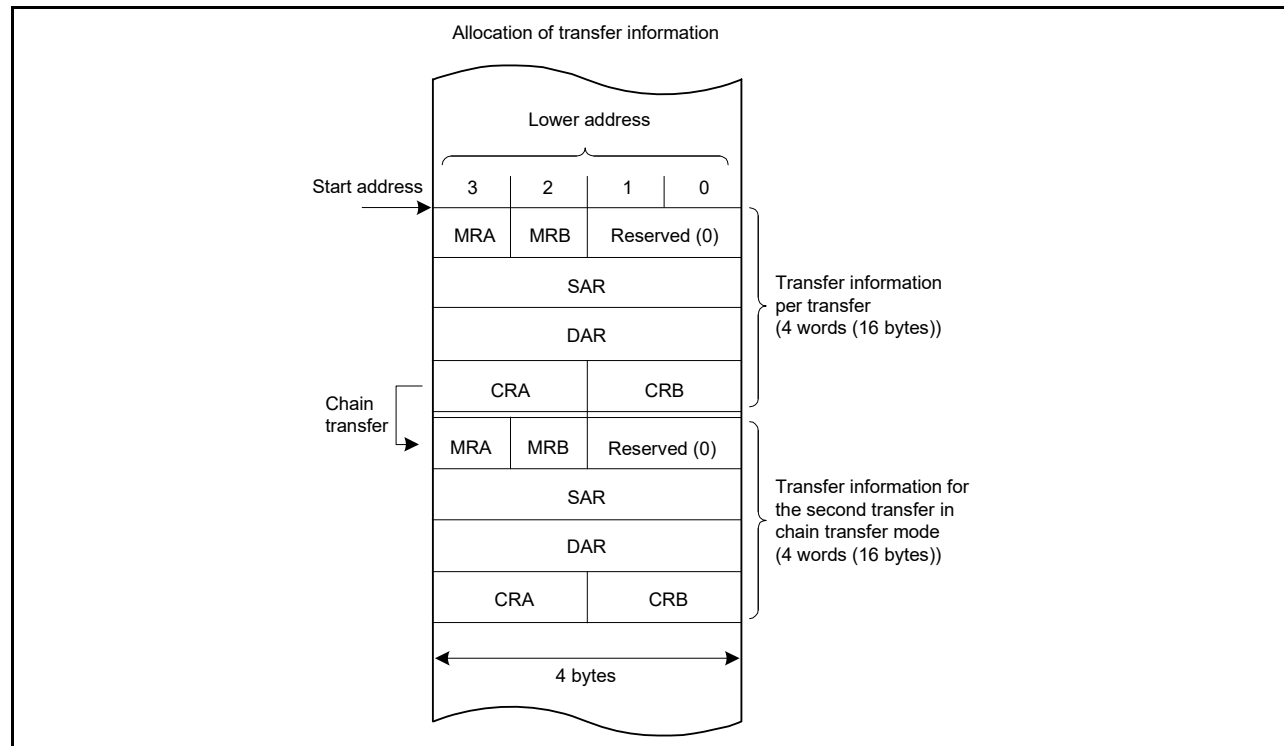 Allocation of transfer information
Lower address
Start address
3 2 1 0
MRA MRB Reserved (0)
SAR
DAR
CRA CRB
Transfer information
per transfer
(4 words (16 bytes))
Chain
transfer
MRA MRB Reserved (0)
SAR
DAR
CRA CRB
Transfer information for
the second transfer in
chain transfer mode
(4 words (16 bytes))
4 bytes